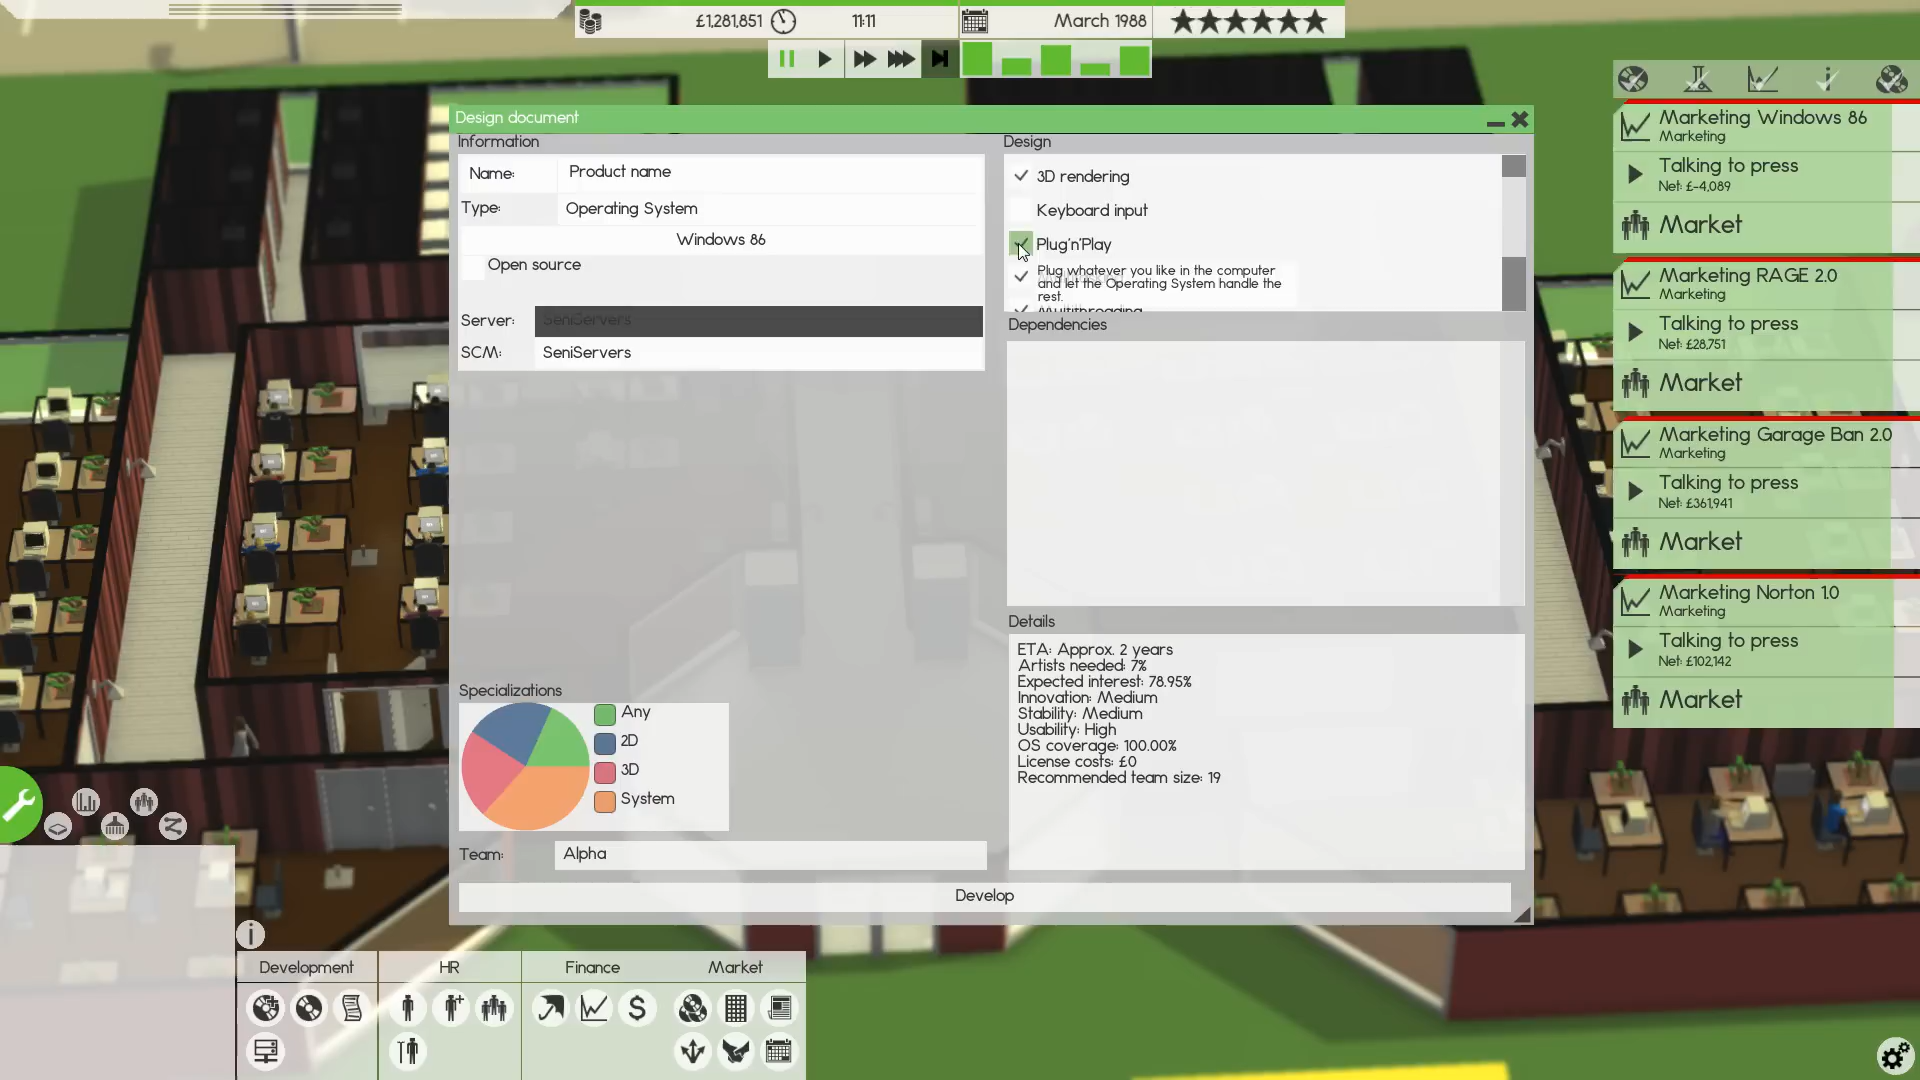 £1,281,851
11:11
March 1988
Design document
Information
Name:
Product name
Type:
Operating System
Windows 86
Open source
Server:
SeniServers
SCM:
SeniServers
Design
3D rendering
Keyboard input
Plug'n'Play
Plug whatever you like in the computer
and let the Operating System handle the
rest.
Multithreading
Dependencies
Details
ETA: Approx. 2 years
Artists needed: 7%
Expected interest: 78.95%
Innovation: Medium
Stability: Medium
Usability: High
OS coverage: 100.00%
License costs: £0
Recommended team size: 19
Specializations
Any
2D
3D
System
Team:
Alpha
Develop
Marketing Windows 86
Marketing
Talking to press
Net: £-4,089
Market
Marketing RAGE 2.0
Marketing
Talking to press
Net: £28,751
Market
Marketing Garage Ban 2.0
Marketing
Talking to press
Net: £361,941
Market
Marketing Norton 1.0
Marketing
Talking to press
Net: £102,142
Market
Development
HR
Finance
Market